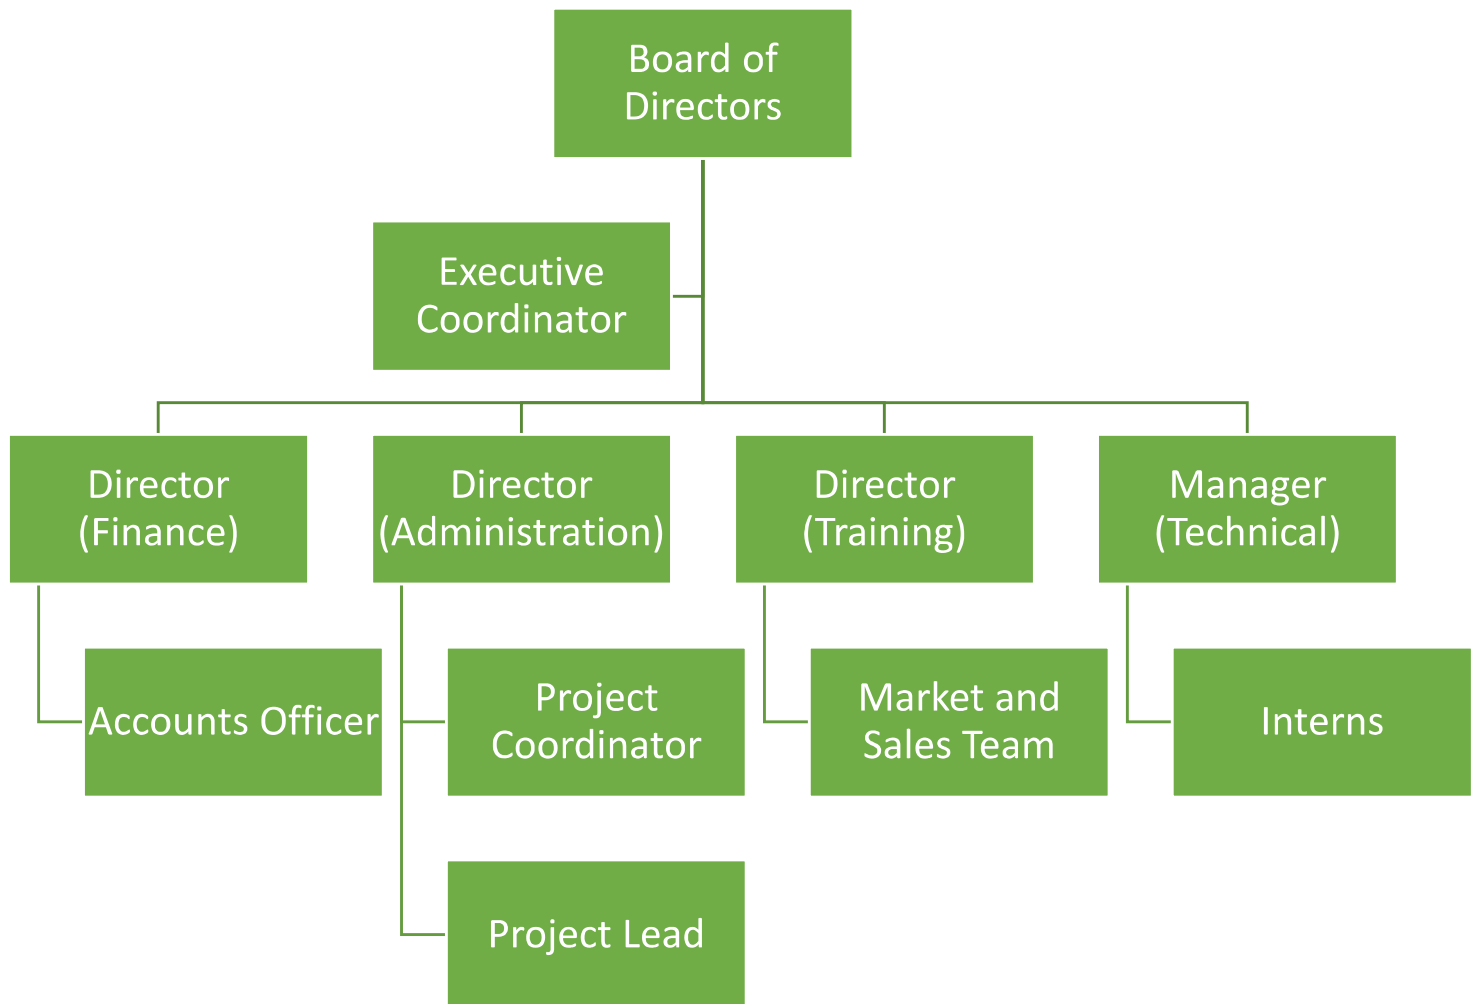 Board of
Directors
Executive
Coordinator
Director
(Finance)
Director
(Administration)
Director
(Training)
Manager
(Technical)
Accounts Officer
Project
Coordinator
Market and
Sales Team
Interns
Project Lead